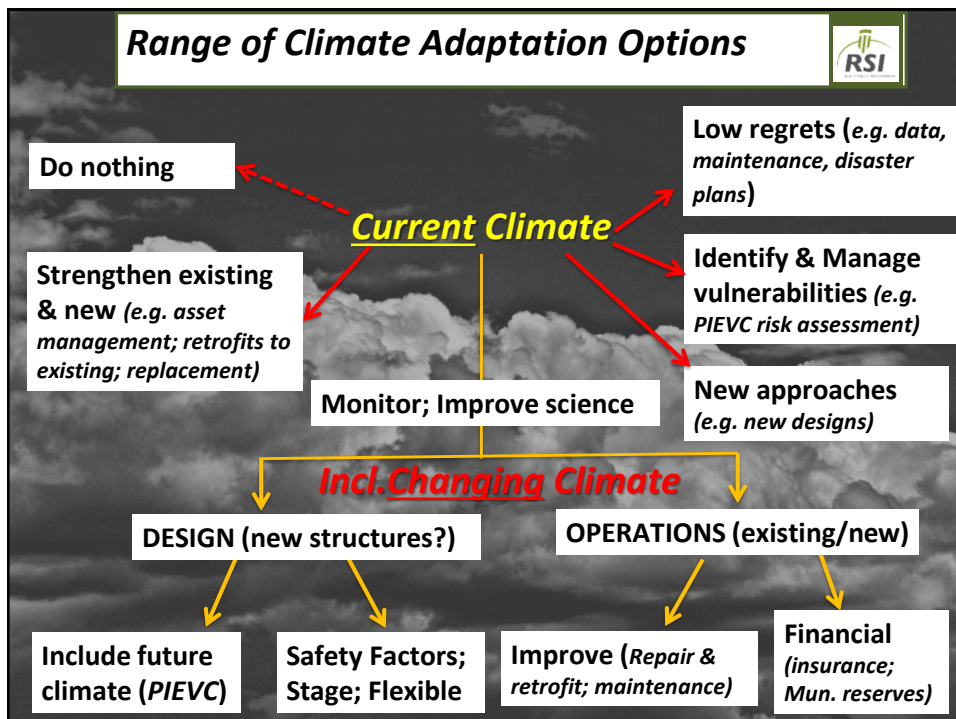 Range of Climate Adaptation Options
RSI
Do nothing
Low regrets (e.g. data,
maintenance, disaster
plans)
Current Climate
Strengthen existing
& new (e.g. asset
management; retrofits to
existing; replacement)
Identify & Manage
vulnerabilities (e.g.
PIEVC risk assessment)
New approaches
(e.g. new designs)
Monitor; Improve science
Incl.Changing Climate
DESIGN (new structures?)
OPERATIONS (existing/new)
Include future
climate (PIEVC)
Safety Factors;
Stage; Flexible
Improve (Repair &
retrofit; maintenance)
Financial
(insurance;
Mun. reserves)